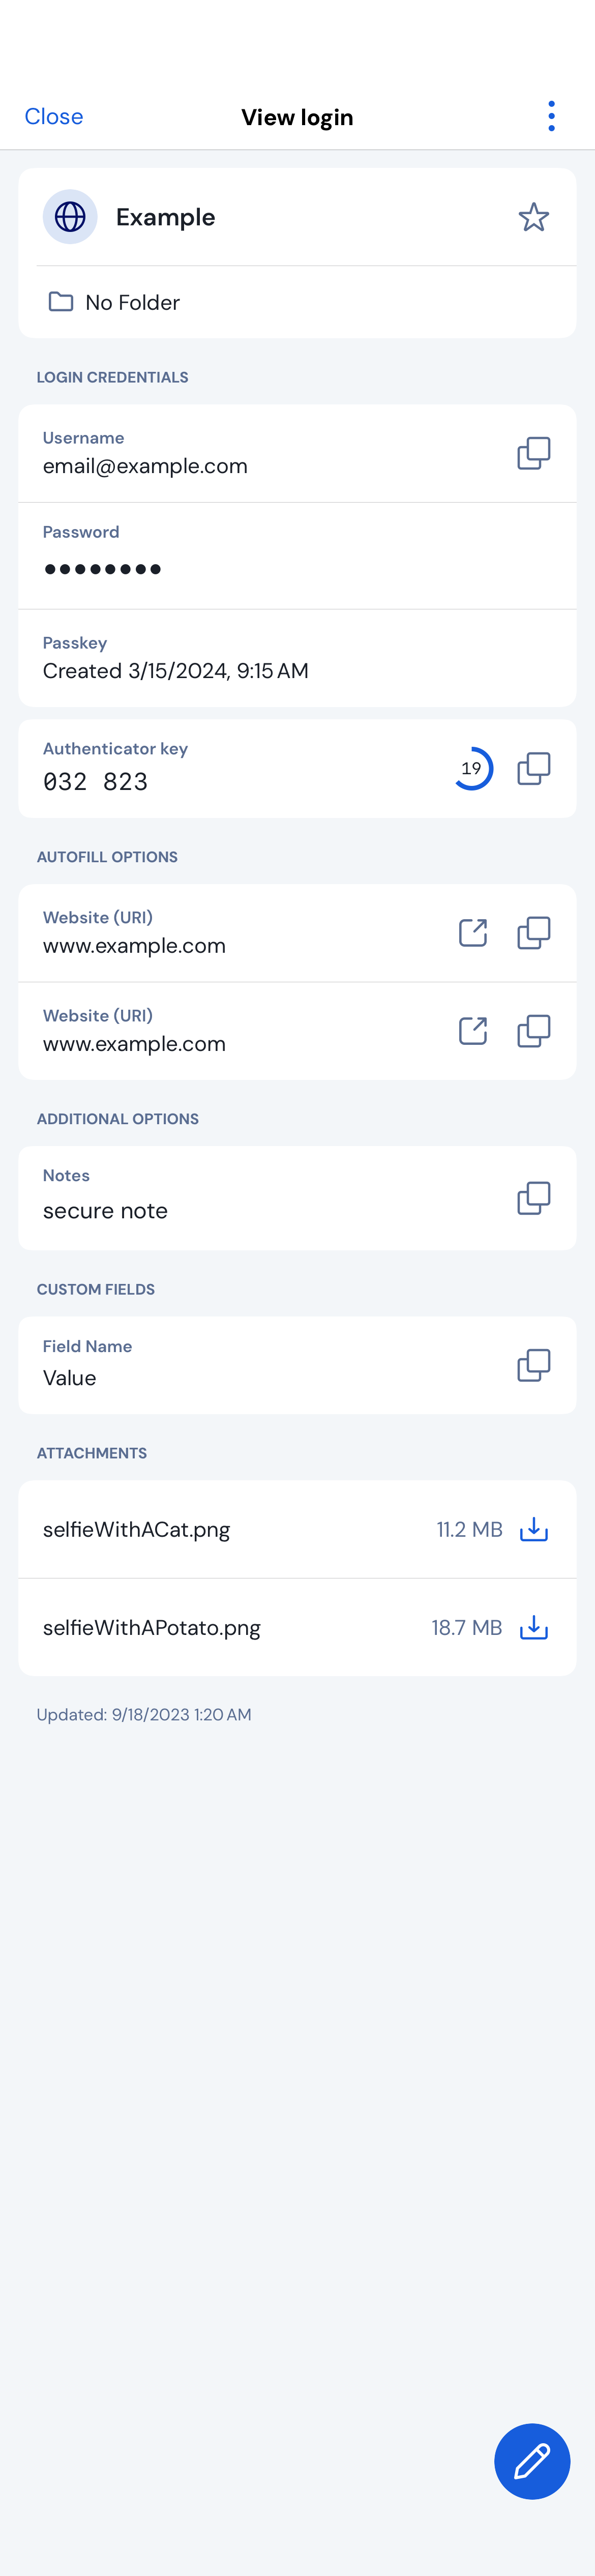 Close
View login
Example
No Folder
LOGIN CREDENTIALS
Username
email@example.com
Password
••••••••
Passkey
Created 3/15/2024, 9:15 AM
Authenticator key
032 823
19
AUTOFILL OPTIONS
Website (URI)
www.example.com
Website (URI)
www.example.com
ADDITIONAL OPTIONS
Notes
secure note
CUSTOM FIELDS
Field Name
Value
ATTACHMENTS
selfieWithACat.png 11.2 MB
selfieWithAPotato.png 18.7 MB
Updated: 9/18/2023 1:20 AM